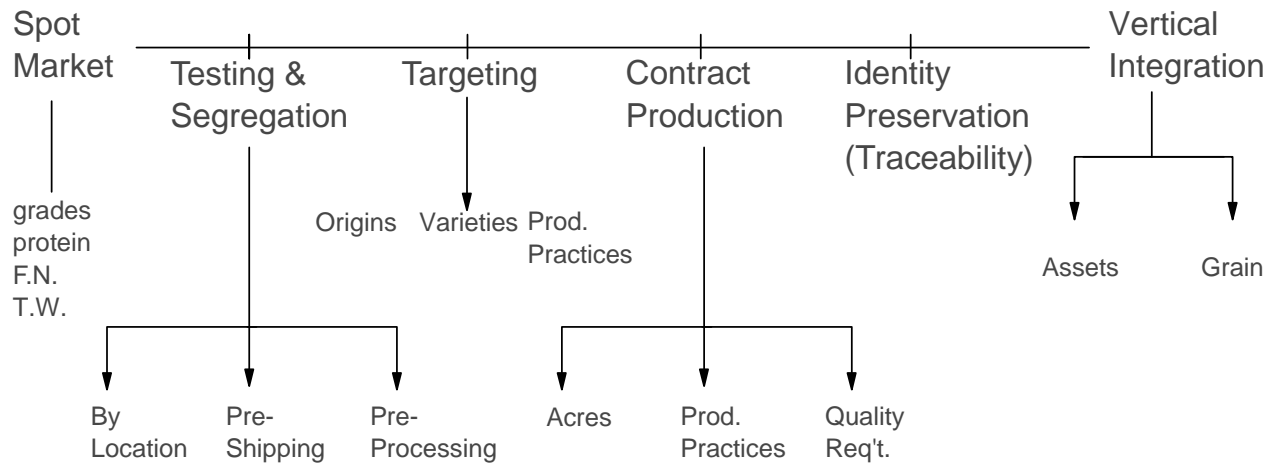 Spot
Market
Testing &
Segregation
Targeting
Contract
Production
Identity
Preservation
(Traceability)
Vertical
Integration
grades
protein
F.N.
T.W.
Origins
Varieties
Prod.
Practices
Assets
Grain
By
Location
Pre-
Shipping
Pre-
Processing
Acres
Prod.
Practices
Quality
Req't.